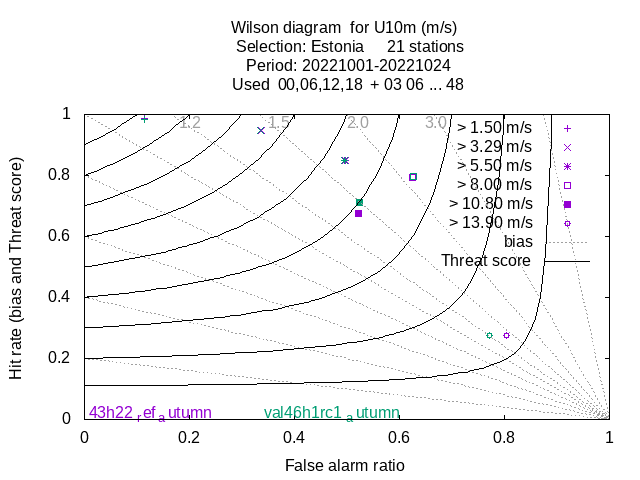 Wilson diagram  for U10m (m/s)
Selection: Estonia     21 stations
Period: 20221001-20221024
Used  00,06,12,18  + 03 06 ... 48
Hit rate (bias and Threat score)
1
0.8
0.6
0.4
0.2
0
1.2
1.5
2.0
3.0
> 1.50 m/s
> 3.29 m/s
> 5.50 m/s
> 8.00 m/s
> 10.80 m/s
> 13.90 m/s
bias
Threat score
43h22 ref a utumn
val46h1rc1 a utumn
0 0.2 0.4 0.6 0.8 1
False alarm ratio